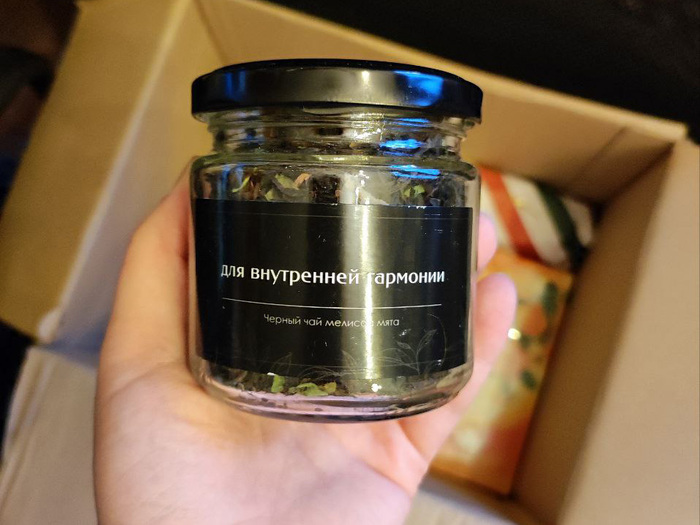 для внутренней гармонии
Черный чай мелисса мята